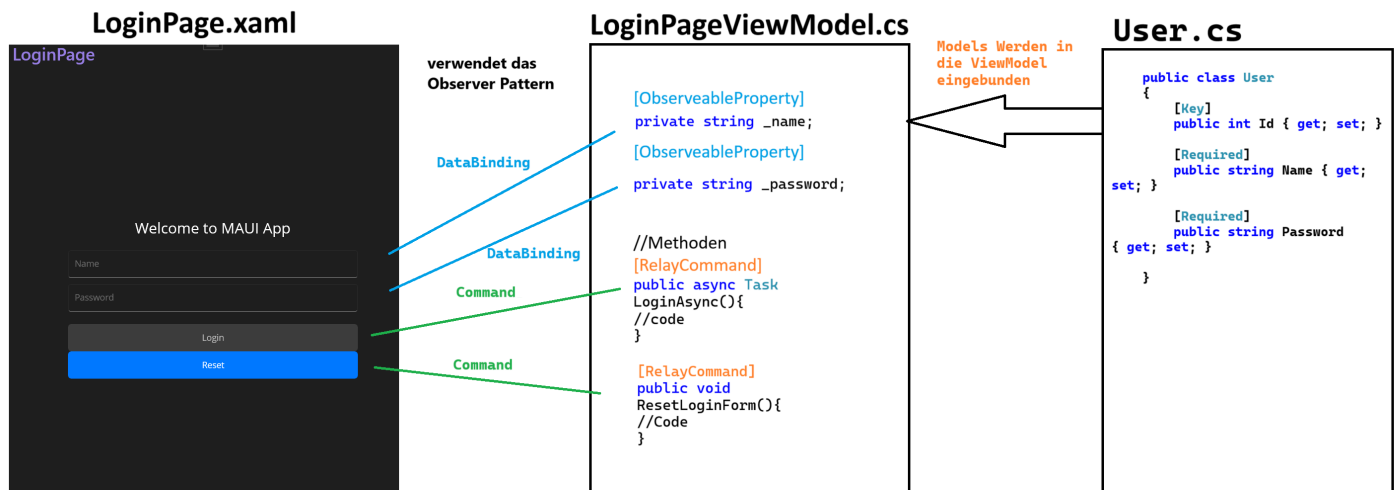 LoginPage.xaml
LoginPage
Welcome to MAUI App
Name
Password
Login
Reset
verwendet das
Observer Pattern
DataBinding
DataBinding
Command
Command
LoginPageViewModel.cs
[ObserveableProperty]
private string _name;
[ObserveableProperty]
private string _password;
//Methoden
[RelayCommand]
public async Task
LoginAsync(){
//code
}
[RelayCommand]
public void
ResetLoginForm(){
//Code
}
Models Werden in
die ViewModel
eingebunden
User.cs
public class User
{
[Key]
public int Id { get; set; }
[Required]
public string Name { get;
set; }
[Required]
public string Password
{ get; set; }
}